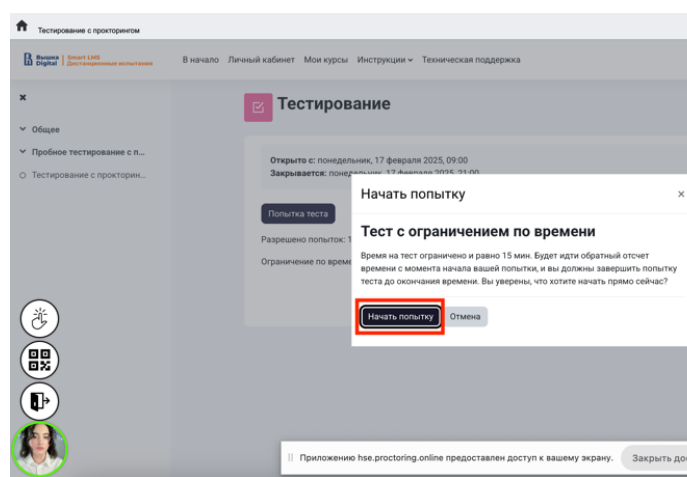 Тестирование с прокторингом
Вышка Digital | Smart LMS Дистанционные испытания
В начало Личный кабинет Мои курсы Инструкции Техническая поддержка
Тестирование
Общее
Пробное тестирование с п...
Тестирование с прокторин...
Открыто с: понедельник, 17 февраля 2025, 09:00
Закрывается: понедельник, 17 февраля 2025, 21:00
Попытка теста
Разрешено попыток: 1
Ограничение по време
Начать попытку
×
Тест с ограничением по времени
Время на тест ограничено и равно 15 мин. Будет идти обратный отсчет
времени с момента начала вашей попытки, и вы должны завершить попытку
теста до окончания времени. Вы уверены, что хотите начать прямо сейчас?
Начать попытку Отмена
Приложению hse.proctoring.online предоставлен доступ к вашему экрану. Закрыть дос